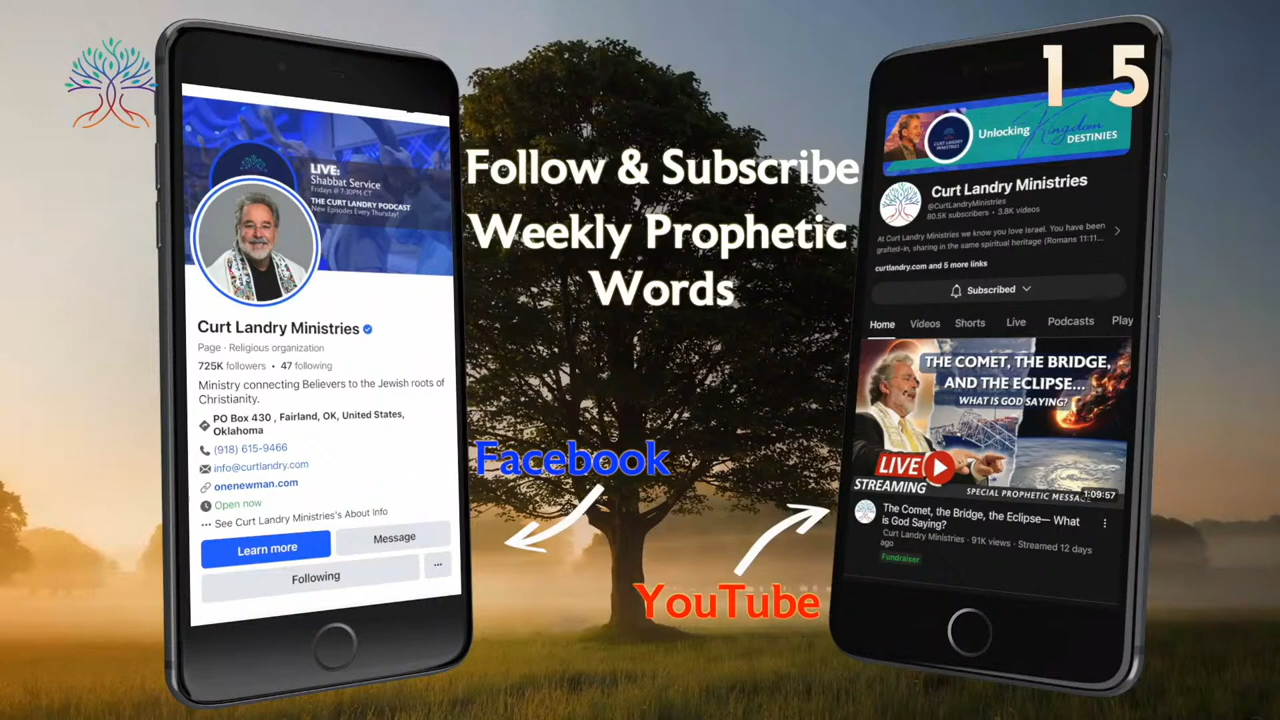 LIVE:
Shabbat Service
Fridays @ 7:30PM CT
THE CURT LANDRY PODCAST
New Episodes Every Thursday!
Curt Landry Ministries
Page · Religious organization
725K followers • 47 following
Ministry connecting Believers to the Jewish roots of
Christianity.
PO Box 430 , Fairland, OK, United States,
Oklahoma
(918) 615-9466
info@curtlandry.com
onenewman.com
Open now
••• See Curt Landry Ministries's About Info
Learn more
Message
Following
...
Follow & Subscribe
Weekly Prophetic
Words
Facebook
YouTube
1 5
CURT LANDRY
MINISTRIES
Unlocking Kingdom
DESTINIES
Curt Landry Ministries
@CurtLandryMinistries
80.5K subscribers • 3.8K videos
At Curt Landry Ministries we know you love Israel. You have been
grafted-in, sharing in the same spiritual heritage (Romans 11:11...
curtlandry.com and 5 more links
Subscribed
Home Videos Shorts Live Podcasts Play
THE COMET, THE BRIDGE,
AND THE ECLIPSE...
WHAT IS GOD SAYING?
LIVE
STREAMING
SPECIAL PROPHETIC MESSAG
1:09:57
The Comet, the Bridge, the Eclipse— What
is God Saying?
Curt Landry Ministries · 91K views · Streamed 12 days
ago
Fundraiser